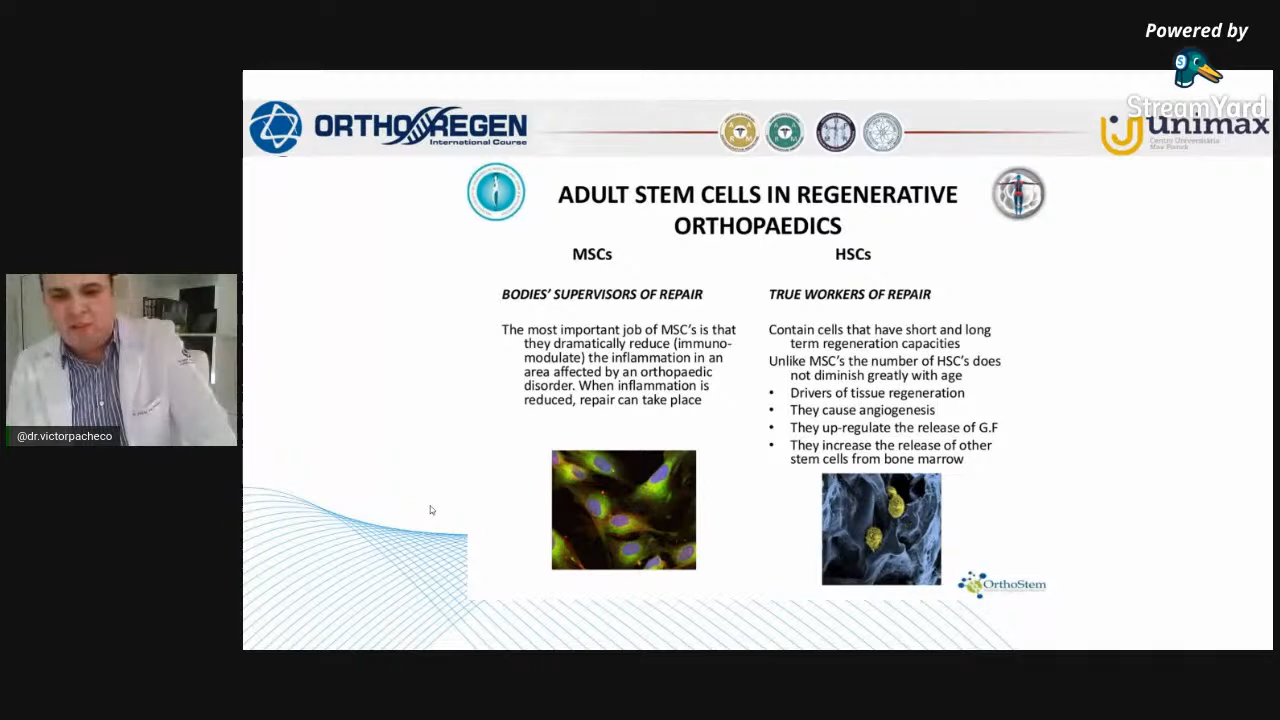 Powered by
StreamYard
ORTHOREGEN
International Course
unimax
Centro Universitário
Max Planck
ADULT STEM CELLS IN REGENERATIVE
ORTHOPAEDICS
MSCs
BODIES' SUPERVISORS OF REPAIR
The most important job of MSC's is that
they dramatically reduce (immuno-
modulate) the inflammation in an
area affected by an orthopaedic
disorder. When inflammation is
reduced, repair can take place
HSCs
TRUE WORKERS OF REPAIR
Contain cells that have short and long
term regeneration capacities
Unlike MSC's the number of HSC's does
not diminish greatly with age
• Drivers of tissue regeneration
• They cause angiogenesis
• They up-regulate the release of G.F
• They increase the release of other
stem cells from bone marrow
OrthoStem
@dr.victorpacheco